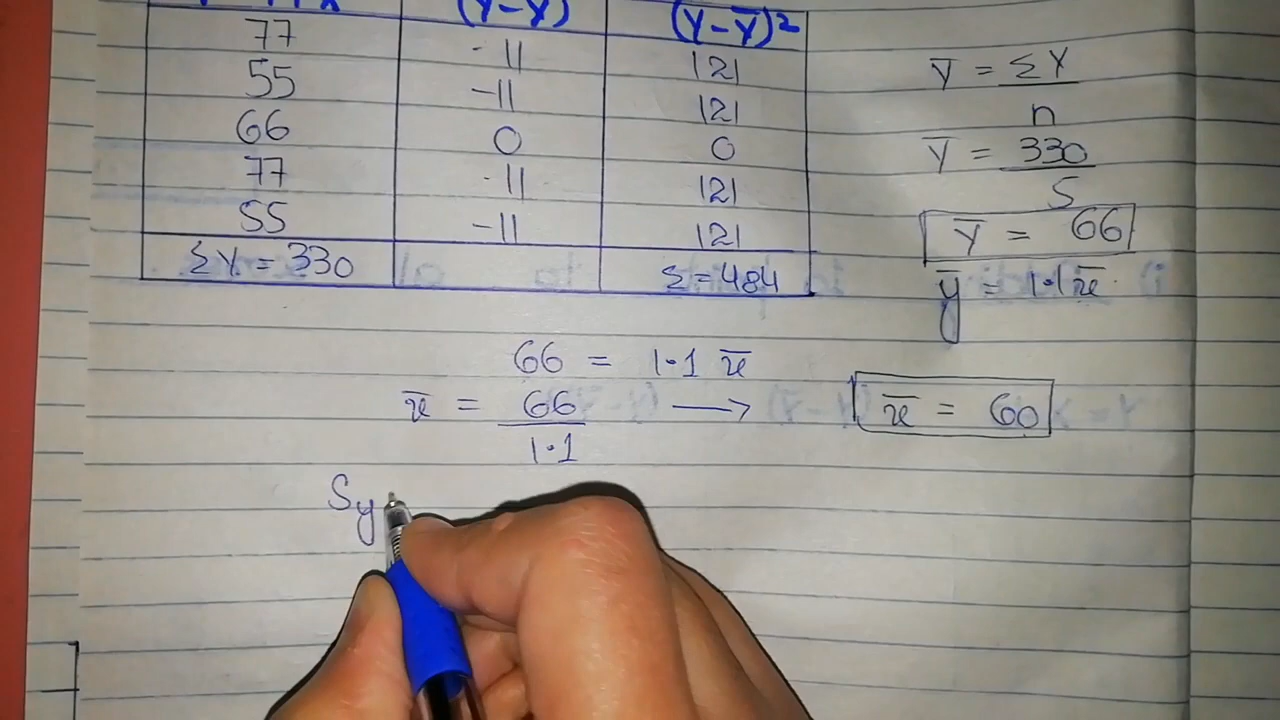 (Y-Y) (Y-Y̅)²
77 -11 121
55 -11 121
66 0 0
77 -11 121
55 -11 121
ΣY = 330 Σ=484
Y̅ = ΣY
n
Y̅ = 330
5
Y̅ = 66
y̅ = 1.1 x̅
66 = 1.1 x̅
x̅ = 66 → x̅ = 60
1.1
Sy